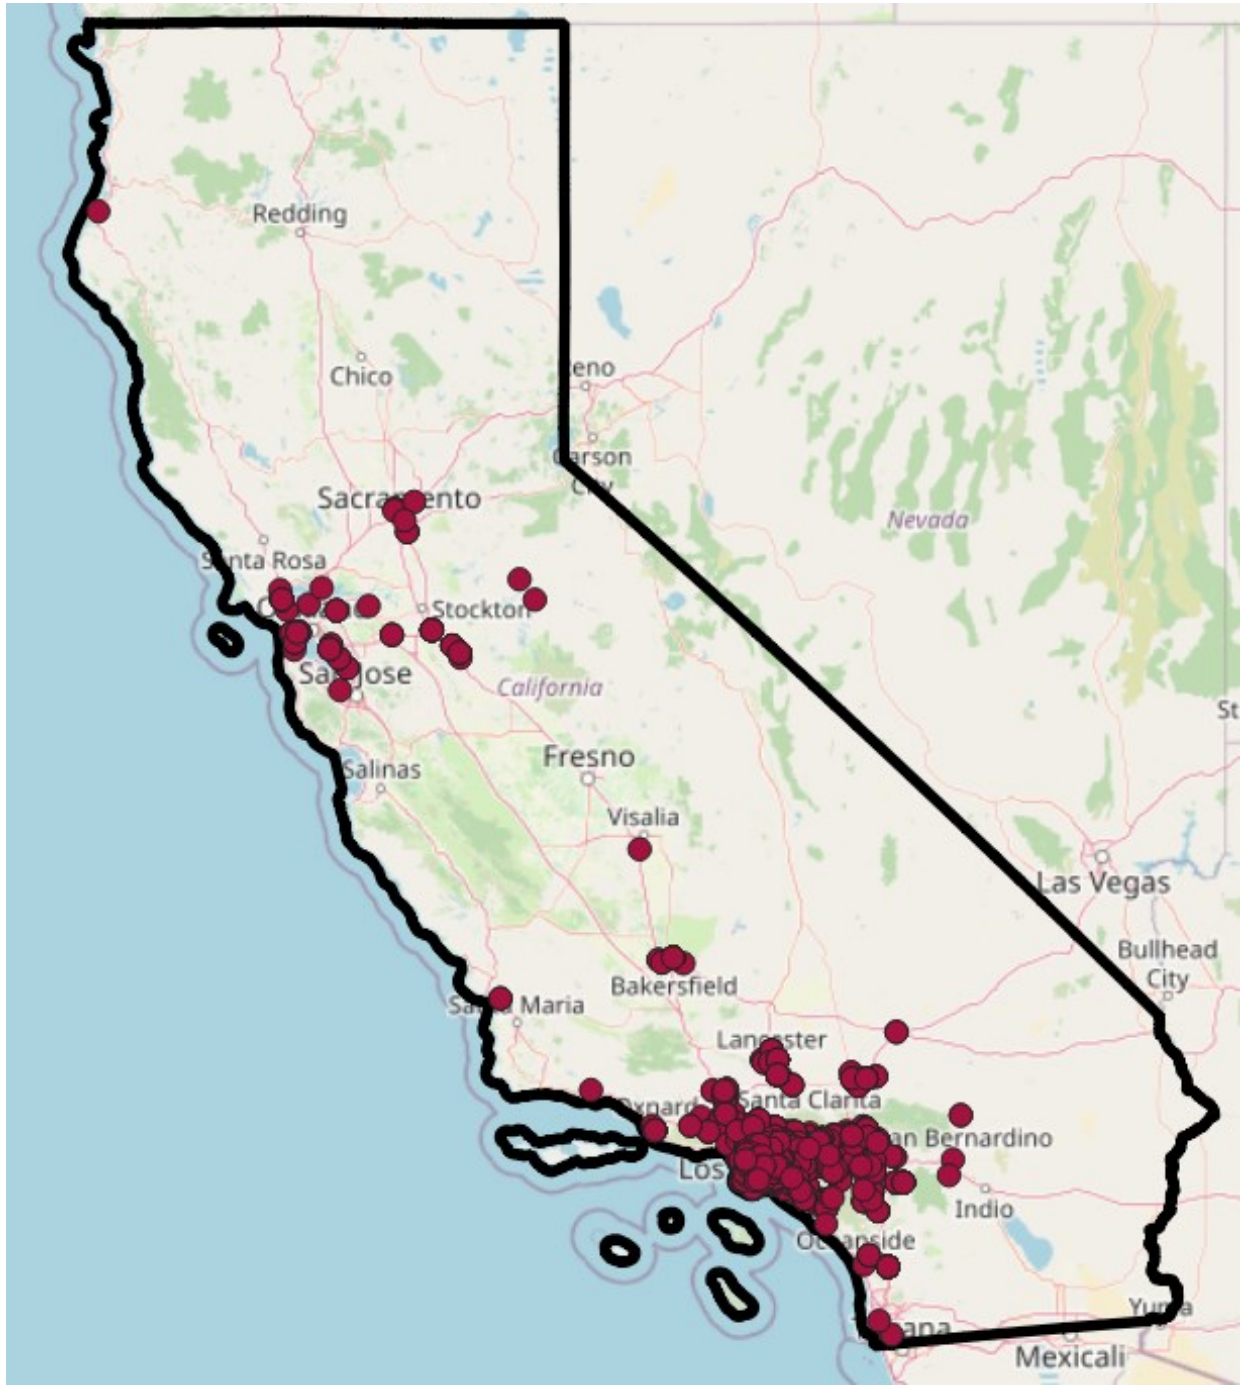 Redding
Chico
eno
Carson
City
Sacramento
Nevada
Santa Rosa
Stockton
San Jose
California
St
Salinas
Fresno
Visalia
Las Vegas
Bullhead
City
Bakersfield
Santa Maria
Lancaster
Oxnard
Santa Clarita
San Bernardino
Los
Indio
Oceanside
Yuma
Tijuana
Mexicali